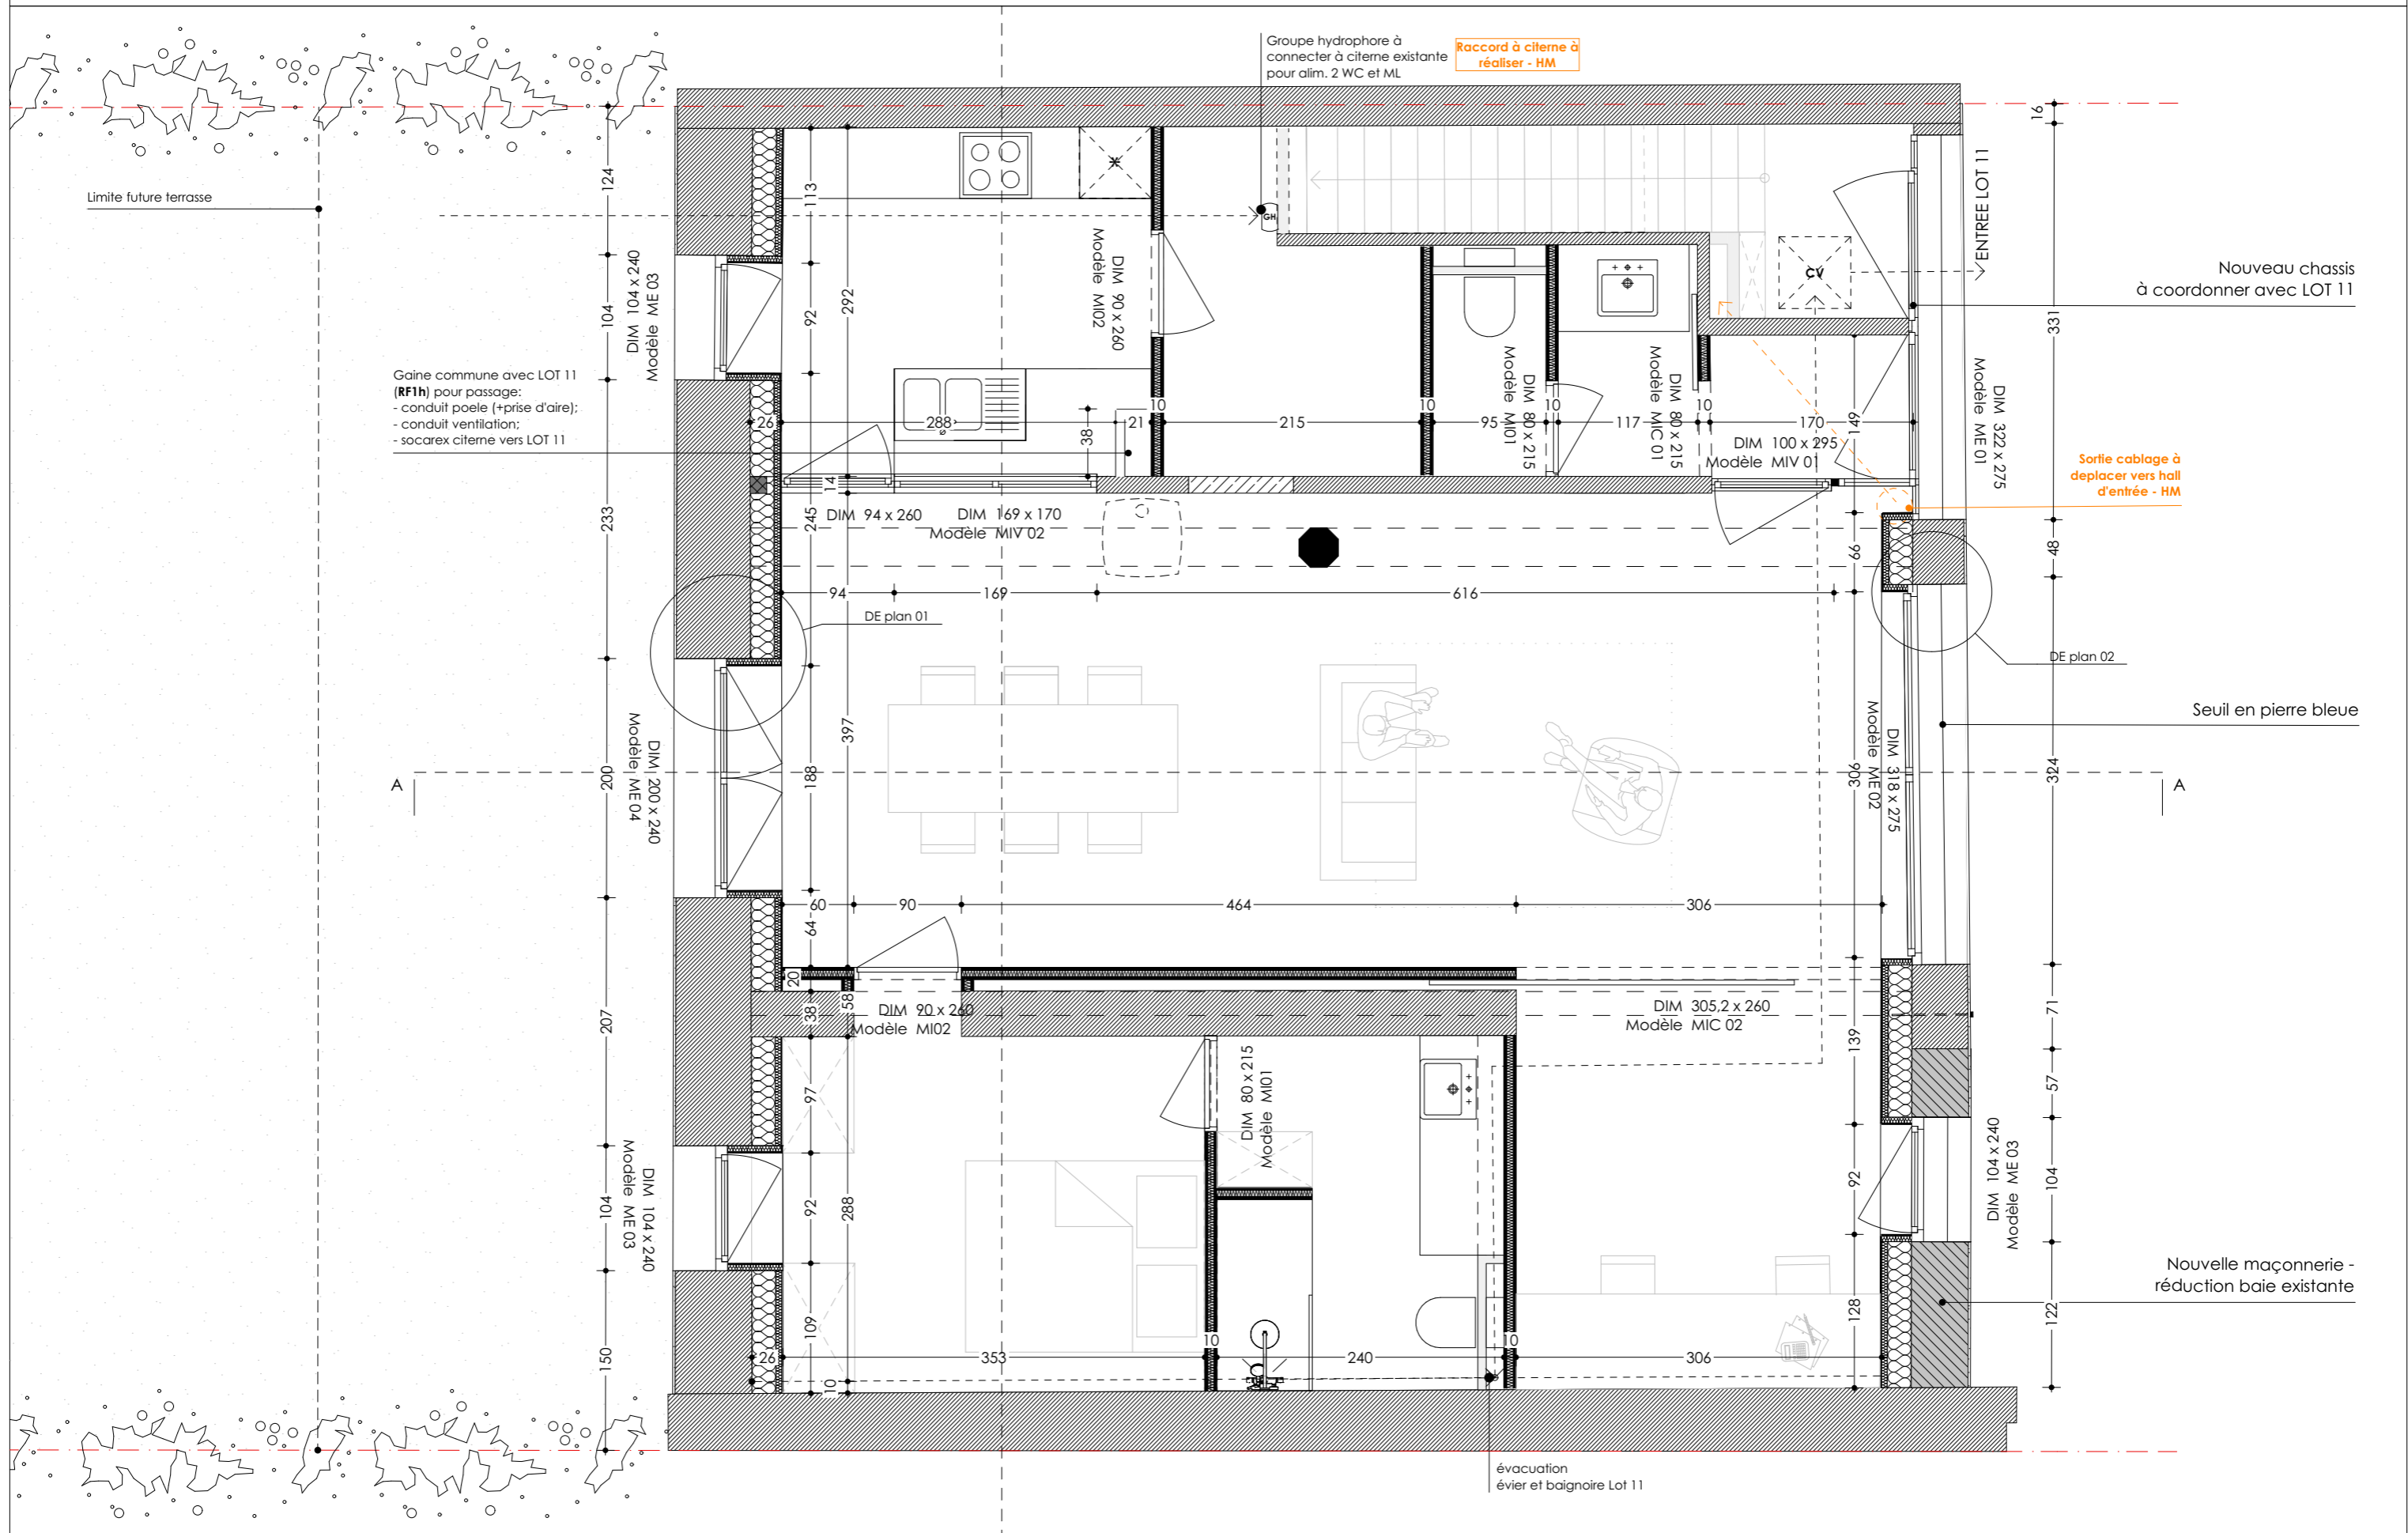 Groupe hydrophore à
connecter à citerne existante
pour alim. 2 WC et ML
Raccord à citerne à
réaliser - HM
Limite future terrasse
124
104
233
200
207
104
150
DIM 104 x 240
Modèle ME 03
Gaine commune avec LOT 11
(RF1h) pour passage:
- conduit poele (+prise d'aire);
- conduit ventilation;
- socarex citerne vers LOT 11
113
92
292
245
14
DIM 90 x 260
Modèle MI02
GH
CV
ENTREE LOT 11
16
331
48
324
71
57
104
122
Nouveau chassis
à coordonner avec LOT 11
DIM 322 x 275
Modèle ME 01
26
288
38
21
10
215
10
95
10
117
10
170
149
DIM 80 x 215
Modèle MI01
DIM 80 x 215
Modèle MIC 01
DIM 100 x 295
Modèle MIV 01
Sortie cablage à
deplacer vers hall
d'entrée - HM
DIM 94 x 260
DIM 169 x 170
Modèle MIV 02
66
94
169
616
DE plan 01
DE plan 02
397
188
306
DIM 200 x 240
Modèle ME 04
DIM 318 x 275
Modèle ME 02
Seuil en pierre bleue
A
A
60
90
464
306
64
20
38
58
DIM 90 x 260
Modèle MI02
DIM 305,2 x 260
Modèle MIC 02
139
97
92
288
109
10
DIM 80 x 215
Modèle MI01
92
128
DIM 104 x 240
Modèle ME 03
DIM 104 x 240
Modèle ME 03
Nouvelle maçonnerie -
réduction baie existante
26
353
10
240
10
306
évacuation
évier et baignoire Lot 11